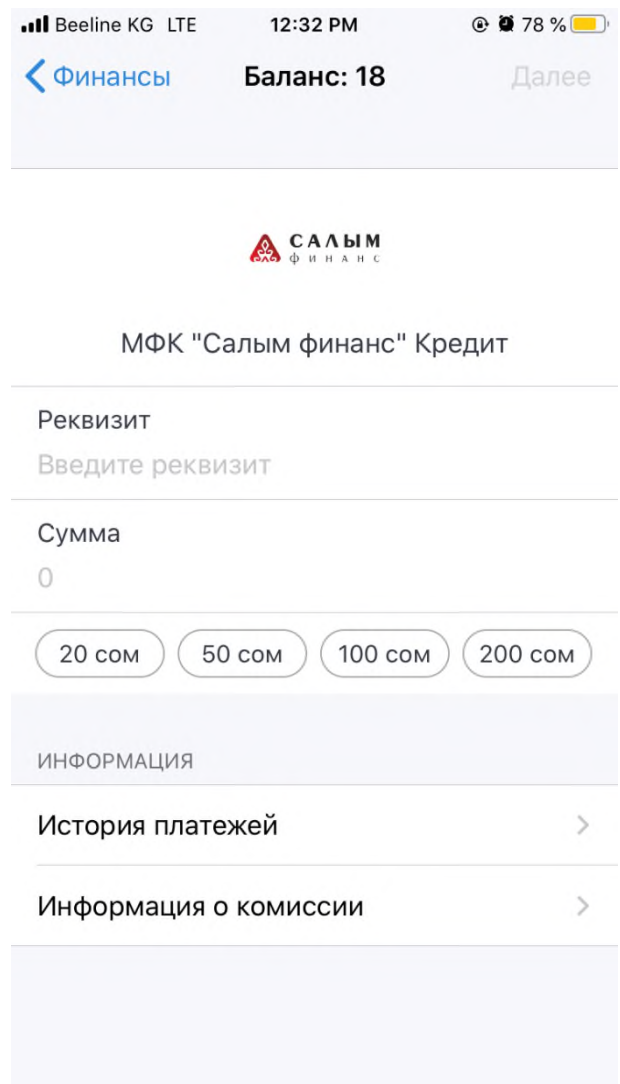 Beeline KG LTE 12:32 PM 78 %
Финансы Баланс: 18 Далее
САЛЫМ
ФИНАНС
МФК "Салым финанс" Кредит
Реквизит
Введите реквизит
Сумма
0
20 сом 50 сом 100 сом 200 сом
ИНФОРМАЦИЯ
История платежей
Информация о комиссии